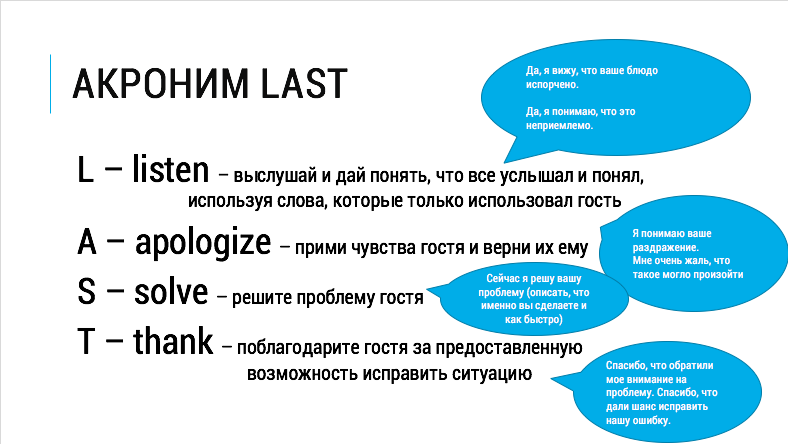 АКРОНИМ LAST
Да, я вижу, что ваше блюдо
испорчено.
Да, я понимаю, что это
неприемлемо.
L – listen – выслушай и дай понять, что все услышал и понял,
используя слова, которые только использовал гость
A – apologize – прими чувства гостя и верни их ему
Я понимаю ваше
раздражение.
Мне очень жаль, что
такое могло произойти
S – solve – решите проблему гостя
Сейчас я решу вашу
проблему (описать, что
именно вы сделаете и
как быстро)
T – thank – поблагодарите гостя за предоставленную
возможность исправить ситуацию
Спасибо, что обратили
мое внимание на
проблему. Спасибо, что
дали шанс исправить
нашу ошибку.